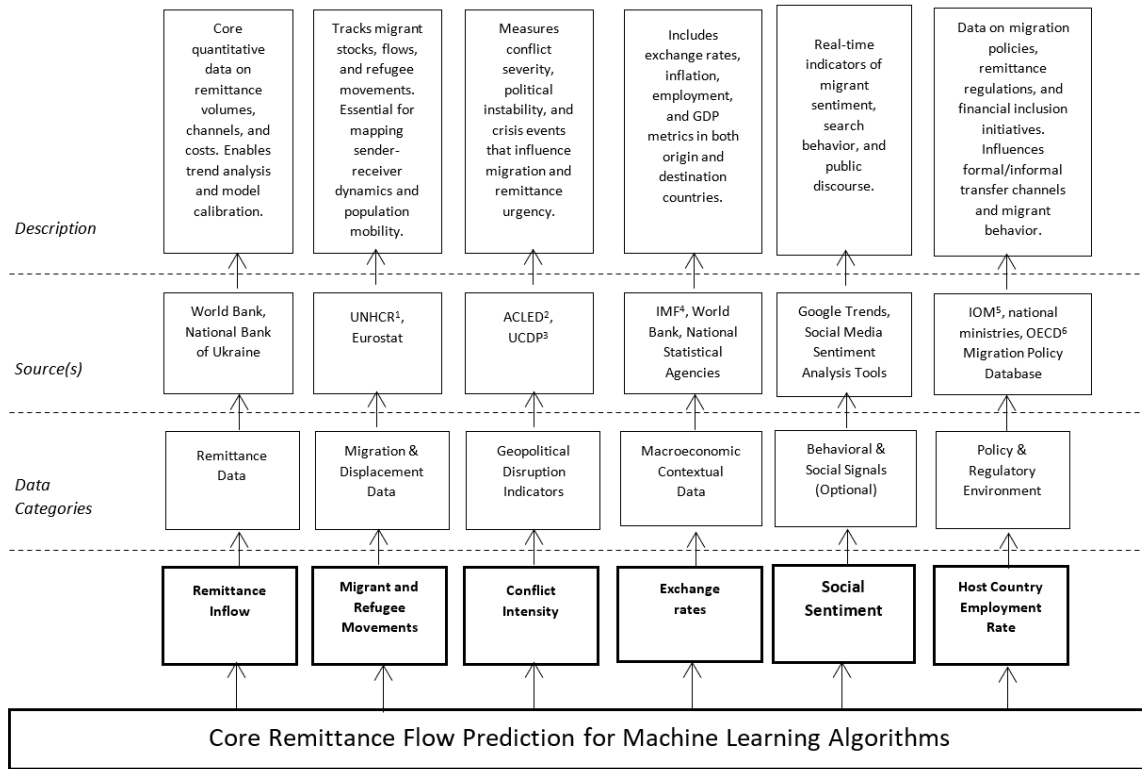 Core
quantitative
data on
remittance
volumes,
channels, and
costs. Enables
trend analysis
and model
calibration.
Tracks migrant
stocks, flows,
and refugee
movements.
Essential for
mapping
sender-
receiver
dynamics and
population
mobility.
Measures
conflict
severity,
political
instability, and
crisis events
that influence
migration and
remittance
urgency.
Includes
exchange rates,
inflation,
employment,
and GDP
metrics in both
origin and
destination
countries.
Real-time
indicators of
migrant
sentiment,
search
behavior, and
public
discourse.
Data on migration
policies,
remittance
regulations, and
financial inclusion
initiatives.
Influences
formal/informal
transfer channels
and migrant
behavior.
Description
World Bank,
National Bank
of Ukraine
UNHCR¹,
Eurostat
ACLED²,
UCDP³
IMF⁴, World
Bank, National
Statistical
Agencies
Google Trends,
Social Media
Sentiment
Analysis Tools
IOM⁵, national
ministries, OECD⁶
Migration Policy
Database
Source(s)
Remittance
Data
Migration &
Displacement
Data
Geopolitical
Disruption
Indicators
Macroeconomic
Contextual
Data
Behavioral &
Social Signals
(Optional)
Policy &
Regulatory
Environment
Data
Categories
Remittance
Inflow
Migrant and
Refugee
Movements
Conflict
Intensity
Exchange
rates
Social
Sentiment
Host Country
Employment
Rate
Core Remittance Flow Prediction for Machine Learning Algorithms